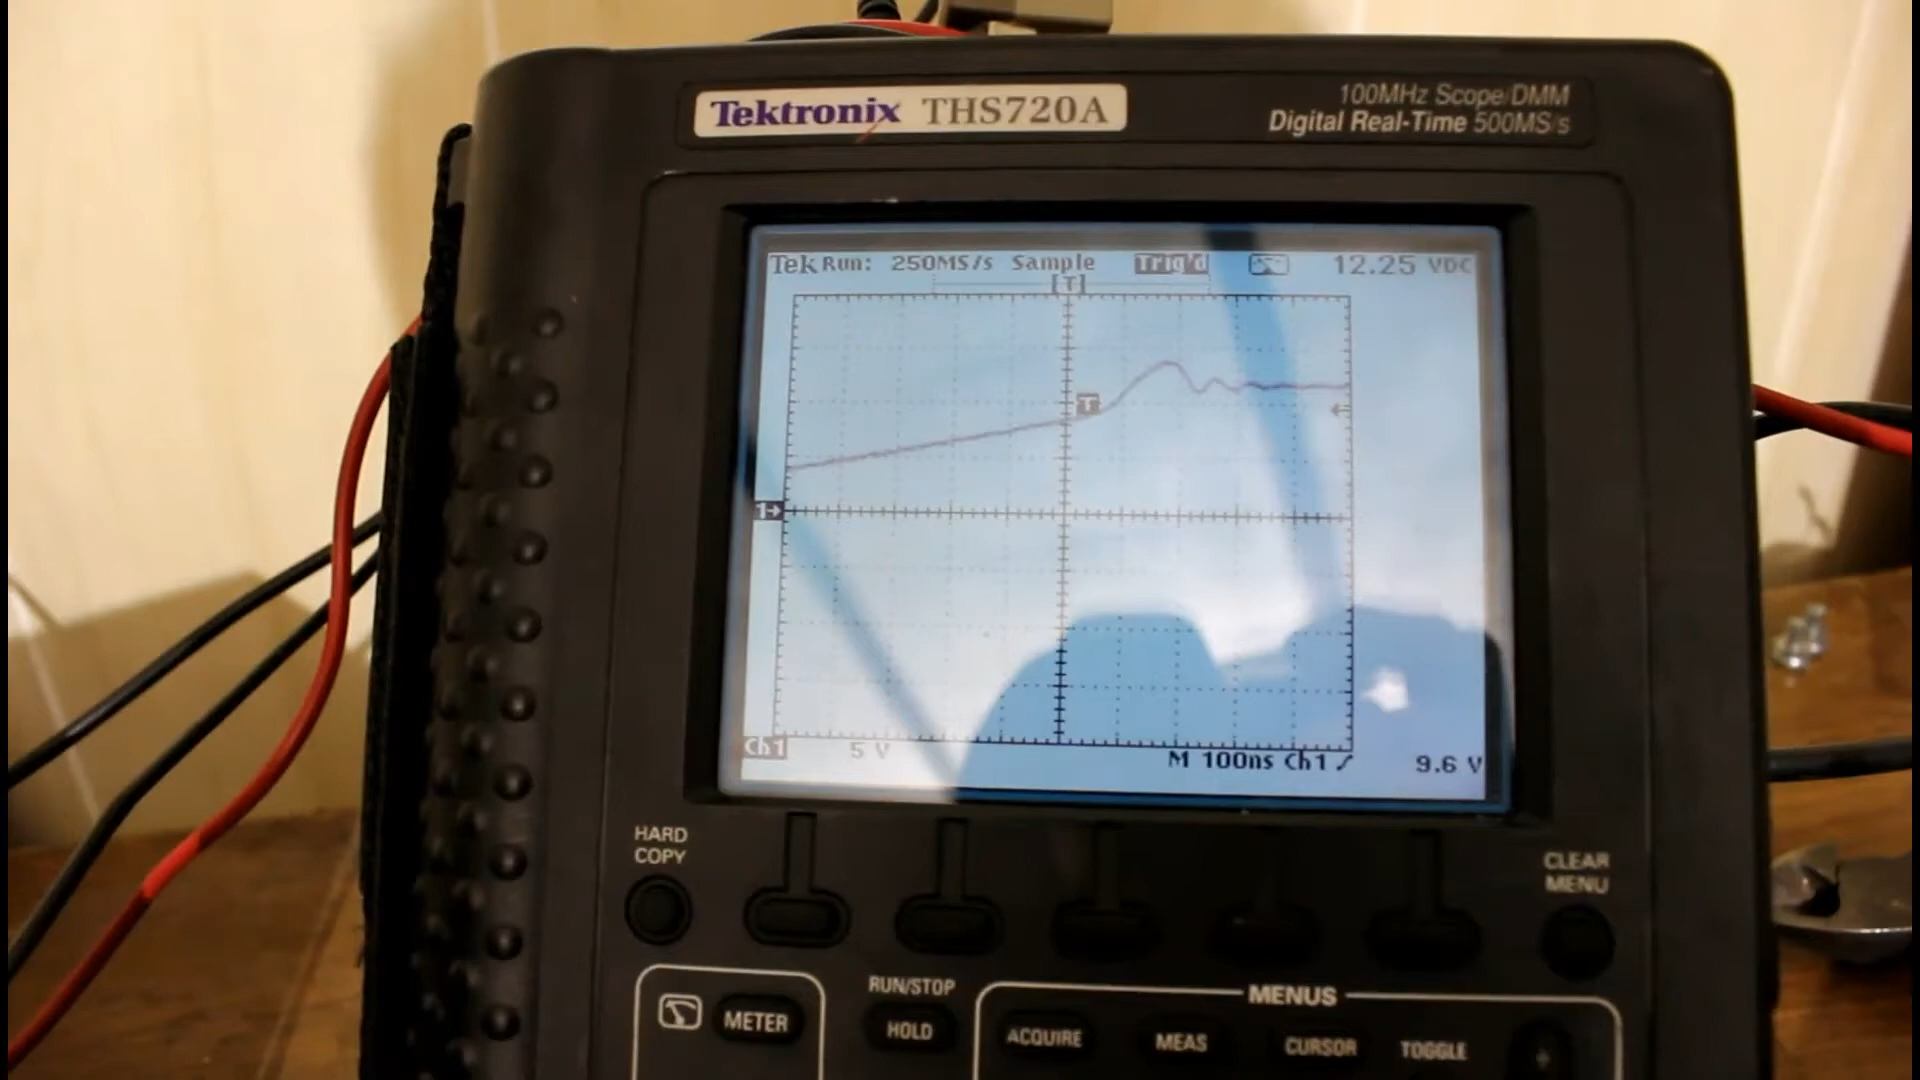 Tektronix THS720A
100MHz Scope/DMM
Digital Real-Time 500MS/s
Tek Run: 250MS/s Sample Trig'd 12.25 VDC
[T]
T
1→
Ch1 5 V M 100ns Ch1 9.6 V
HARD COPY
CLEAR MENU
METER
RUN/STOP
HOLD
MENUS
ACQUIRE MEAS CURSOR TOGGLE